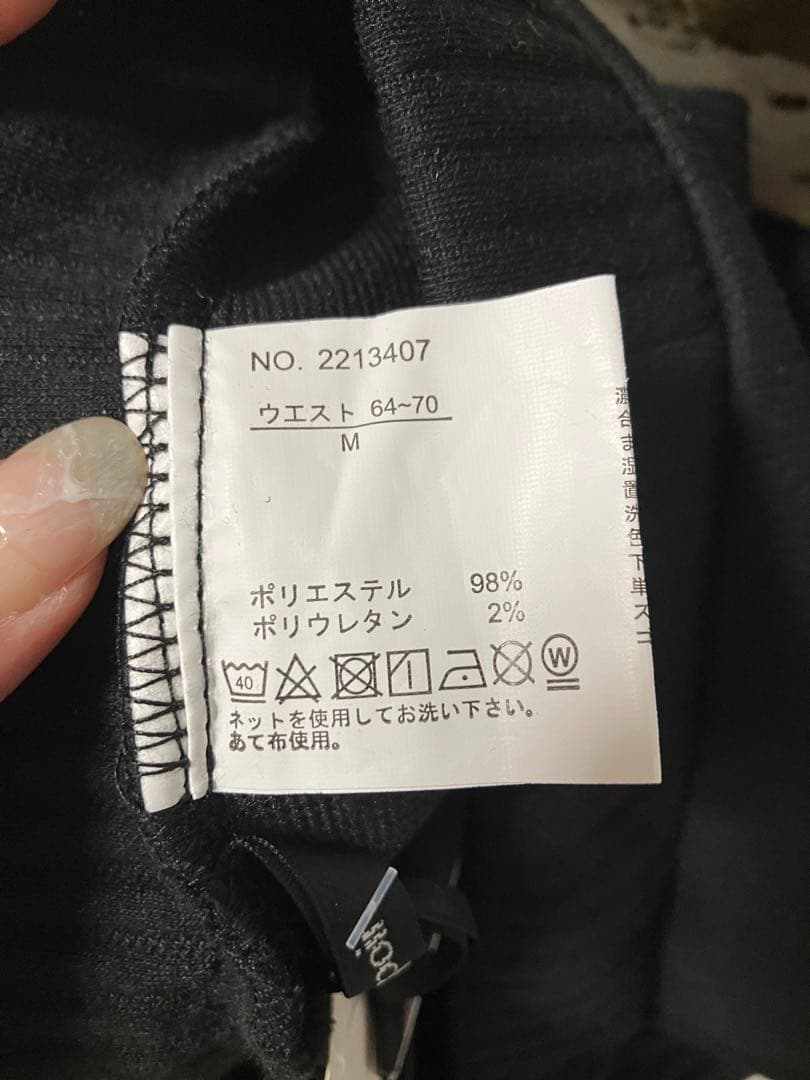 NO. 2213407
ウエスト 64~70
M
ポリエステル 98%
ポリウレタン 2%
40
W
ネットを使用してお洗い下さい。
あて布使用。